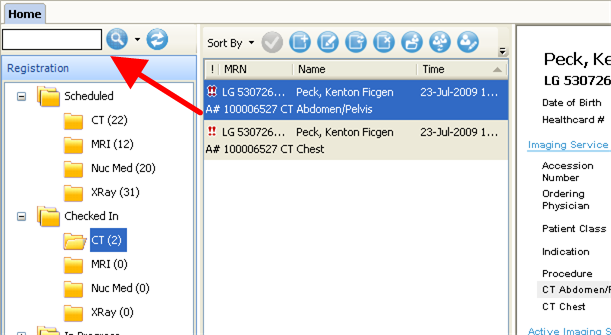 Home
Registration
Scheduled
CT (22)
MRI (12)
Nuc Med (20)
XRay (31)
Checked In
CT (2)
MRI (0)
Nuc Med (0)
XRay (0)
Sort By
! MRN Name Time
!! LG 530726... Peck, Kenton Ficgen 23-Jul-2009 1...
A# 100006527 CT Abdomen/Pelvis
!! LG 530726... Peck, Kenton Ficgen 23-Jul-2009 1...
A# 100006527 CT Chest
Peck, Ke
LG 530726
Date of Birth
Healthcard #
Imaging Service
Accession
Number
Ordering
Physician
Patient Class
Indication
Procedure
CT Abdomen/P
CT Chest
Active Imaging S